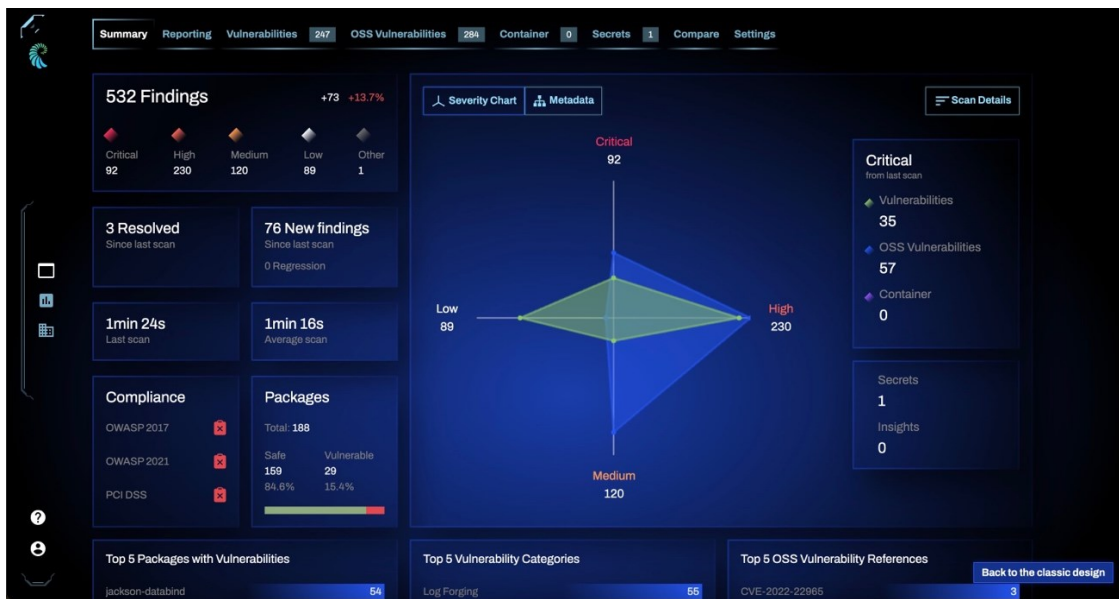 Summary Reporting Vulnerabilities 247 OSS Vulnerabilities 284 Container 0 Secrets 1 Compare Settings
532 Findings +73 +13.7%
Critical High Medium Low Other
92 230 120 89 1
3 Resolved
Since last scan
76 New findings
Since last scan
0 Regression
1min 24s
Last scan
1min 16s
Average scan
Compliance
OWASP 2017
OWASP 2021
PCI DSS
Packages
Total: 188
Safe Vulnerable
159 29
84.6% 15.4%
Severity Chart Metadata
Scan Details
Critical
92
Low
89
High
230
Medium
120
Critical
from last scan
Vulnerabilities
35
OSS Vulnerabilities
57
Container
0
Secrets
1
Insights
0
Top 5 Packages with Vulnerabilities
jackson-databind 54
Top 5 Vulnerability Categories
Log Forging 55
Top 5 OSS Vulnerability References
CVE-2022-22965 3
Back to the classic design